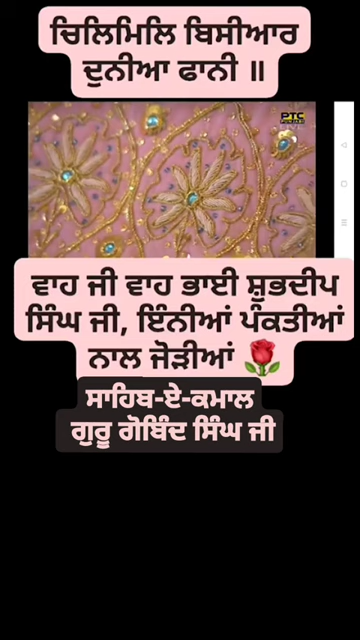 ਚਿਲਿਮਿਲਿ ਬਿਸੀਆਰ
ਦੁਨੀਆ ਫਾਨੀ ॥
PTC
ਵਾਹ ਜੀ ਵਾਹ ਭਾਈ ਸ਼ੁਭਦੀਪ
ਸਿੰਘ ਜੀ, ਇੰਨੀਆਂ ਪੰਕਤੀਆਂ
ਨਾਲ ਜੋੜੀਆਂ 🌹
ਸਾਹਿਬ-ਏ-ਕਮਾਲ
ਗੁਰੂ ਗੋਬਿੰਦ ਸਿੰਘ ਜੀ